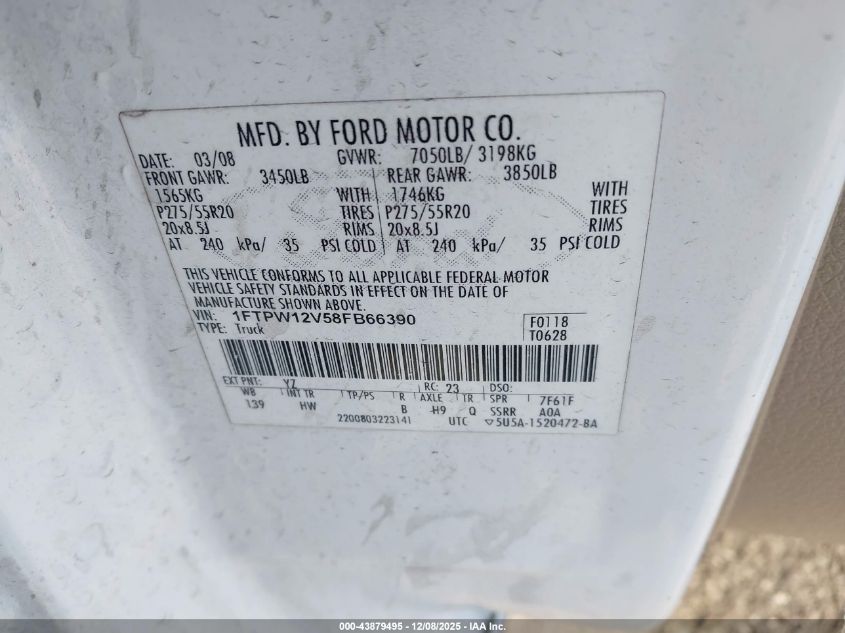 MFD. BY FORD MOTOR CO.
DATE: 03/08 GVWR: 7050LB/ 3198KG
FRONT GAWR: 3450LB REAR GAWR: 3850LB
1565KG WITH 1746KG WITH
P275/55R20 TIRES P275/55R20 TIRES
20x8.5J RIMS 20x8.5J RIMS
AT 240 kPa/ 35 PSI COLD AT 240 kPa/ 35 PSI COLD
THIS VEHICLE CONFORMS TO ALL APPLICABLE FEDERAL MOTOR
VEHICLE SAFETY STANDARDS IN EFFECT ON THE DATE OF
MANUFACTURE SHOWN ABOVE.
VIN: 1FTPW12V58FB66390 F0118
TYPE: Truck T0628
EXT PNT: YZ RC: 23 DSO:
WB INT TR TP/PS R AXLE TR SPR 7F61F
139 HW B H9 Q SSRR A0A
2200803223141 UTC ▽5U5A-1520472-BA
000-43879495 - 12/08/2025 - IAA Inc.